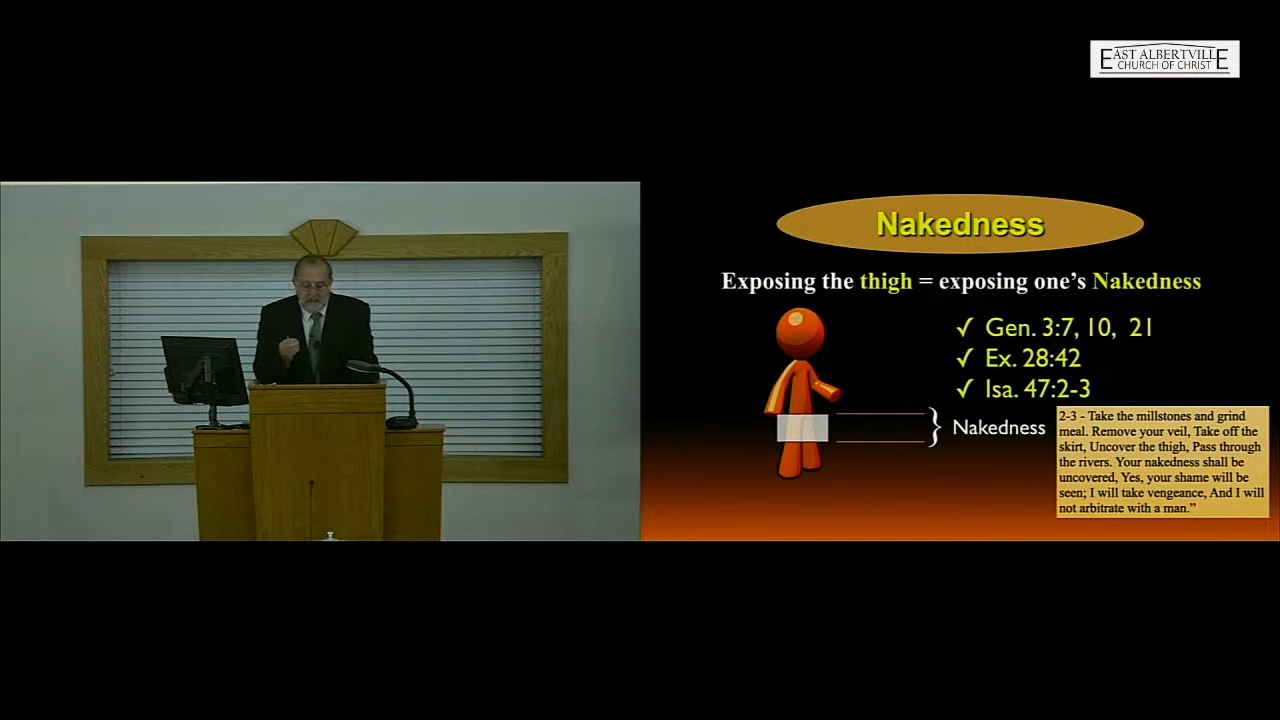 EAST ALBERTVILLE
CHURCH OF CHRIST
Nakedness
Exposing the thigh = exposing one's Nakedness
✓ Gen. 3:7, 10, 21
✓ Ex. 28:42
✓ Isa. 47:2-3
} Nakedness
2-3 - Take the millstones and grind
meal. Remove your veil, Take off the
skirt, Uncover the thigh, Pass through
the rivers. Your nakedness shall be
uncovered, Yes, your shame will be
seen; I will take vengeance, And I will
not arbitrate with a man."